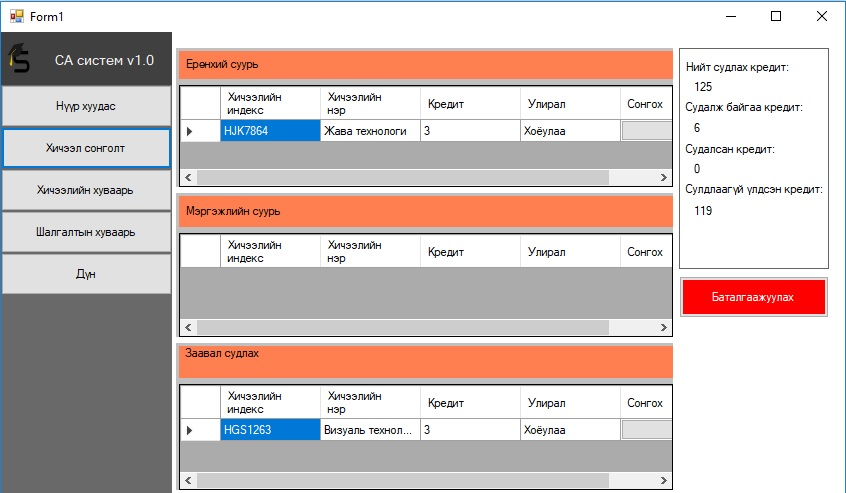 Form1
S
СА систем v1.0
Нүүр хуудас
Хичээл сонголт
Хичээлийн хуваарь
Шалгалтын хуваарь
Дүн
Ерөнхий суурь
Хичээлийн индекс
Хичээлийн нэр
Кредит
Улирал
Сонгох
HJK7864
Жава технологи
3
Хоёулаа
Мэргэжлийн суурь
Хичээлийн индекс
Хичээлийн нэр
Кредит
Улирал
Сонгох
Заавал судлах
Хичээлийн индекс
Хичээлийн нэр
Кредит
Улирал
Сонгох
HGS1263
Визуаль технол...
3
Хоёулаа
Нийт судлах кредит:
125
Судалж байгаа кредит:
6
Судалсан кредит:
0
Сулдлаагүй үлдсэн кредит:
119
Баталгаажуулах